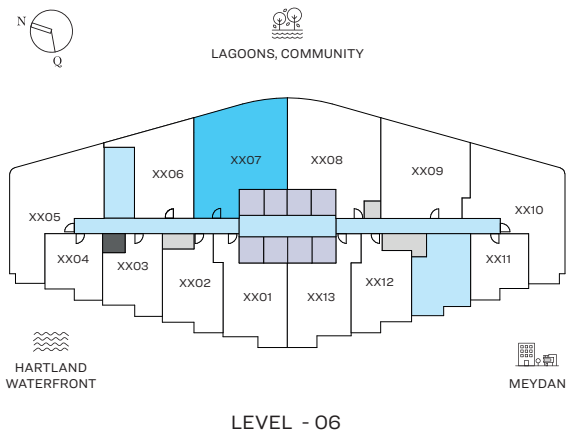 N
Q
LAGOONS, COMMUNITY
XX07
XX08
XX06
XX09
XX05
XX10
XX04
XX03
XX02
XX01
XX13
XX12
XX11
HARTLAND
WATERFRONT
MEYDAN
LEVEL - 06